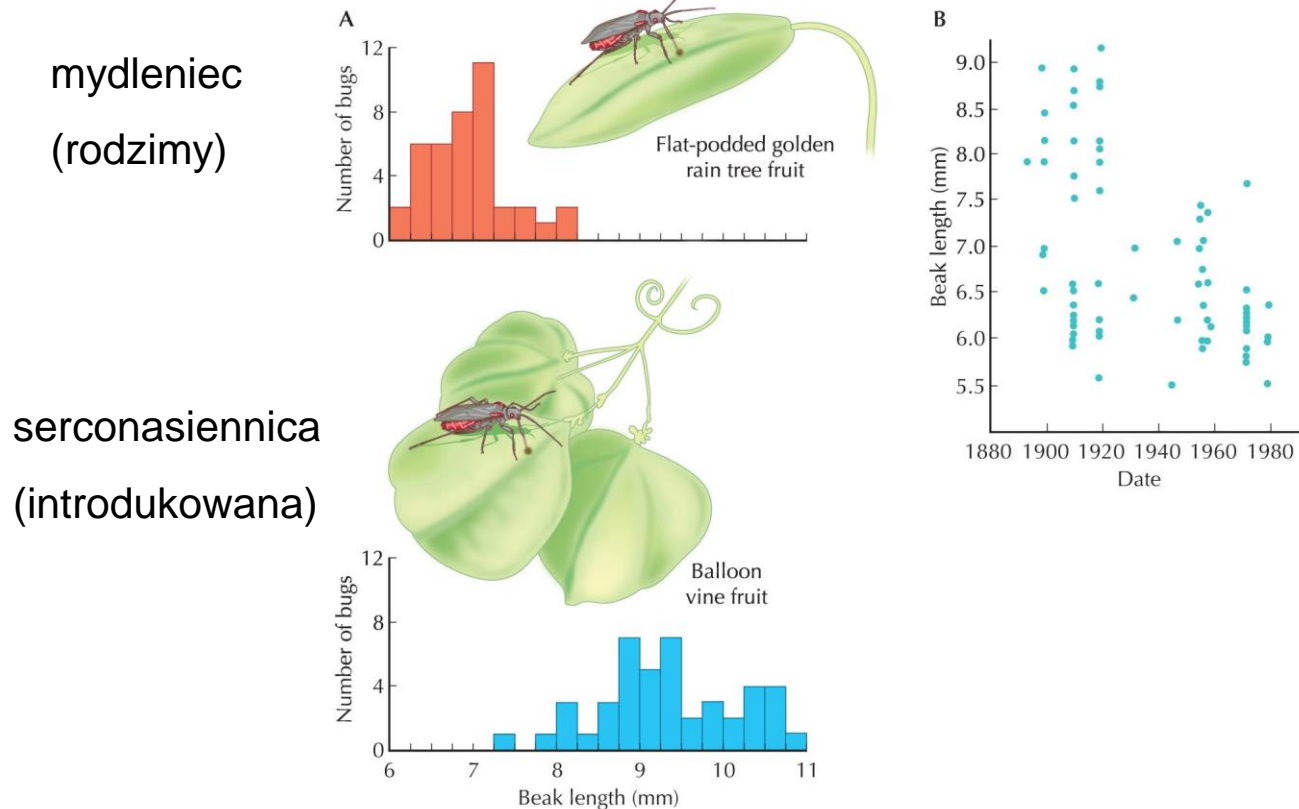 mydleniec
(rodzimy)
serconasiennica
(introdukowana)
A
12
8
4
0
Number of bugs
Flat-podded golden
rain tree fruit
12
8
4
0
Number of bugs
Balloon
vine fruit
6 7 8 9 10 11
Beak length (mm)
B
9.0
8.5
8.0
7.5
7.0
6.5
6.0
5.5
Beak length (mm)
1880 1900 1920 1940 1960 1980
Date